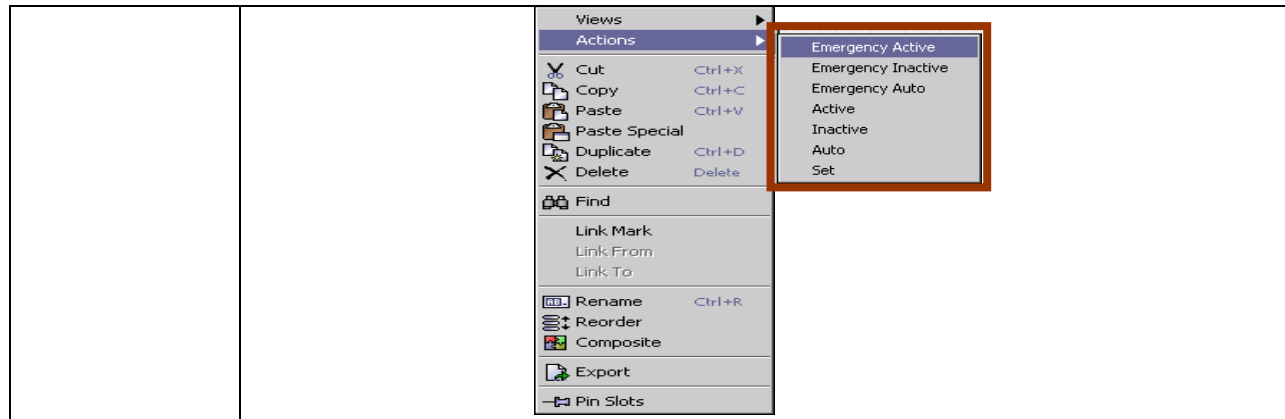 Views
Actions
Cut Ctrl+X
Copy Ctrl+C
Paste Ctrl+V
Paste Special
Duplicate Ctrl+D
Delete Delete
Find
Link Mark
Link From
Link To
Rename Ctrl+R
Reorder
Composite
Export
Pin Slots
Emergency Active
Emergency Inactive
Emergency Auto
Active
Inactive
Auto
Set